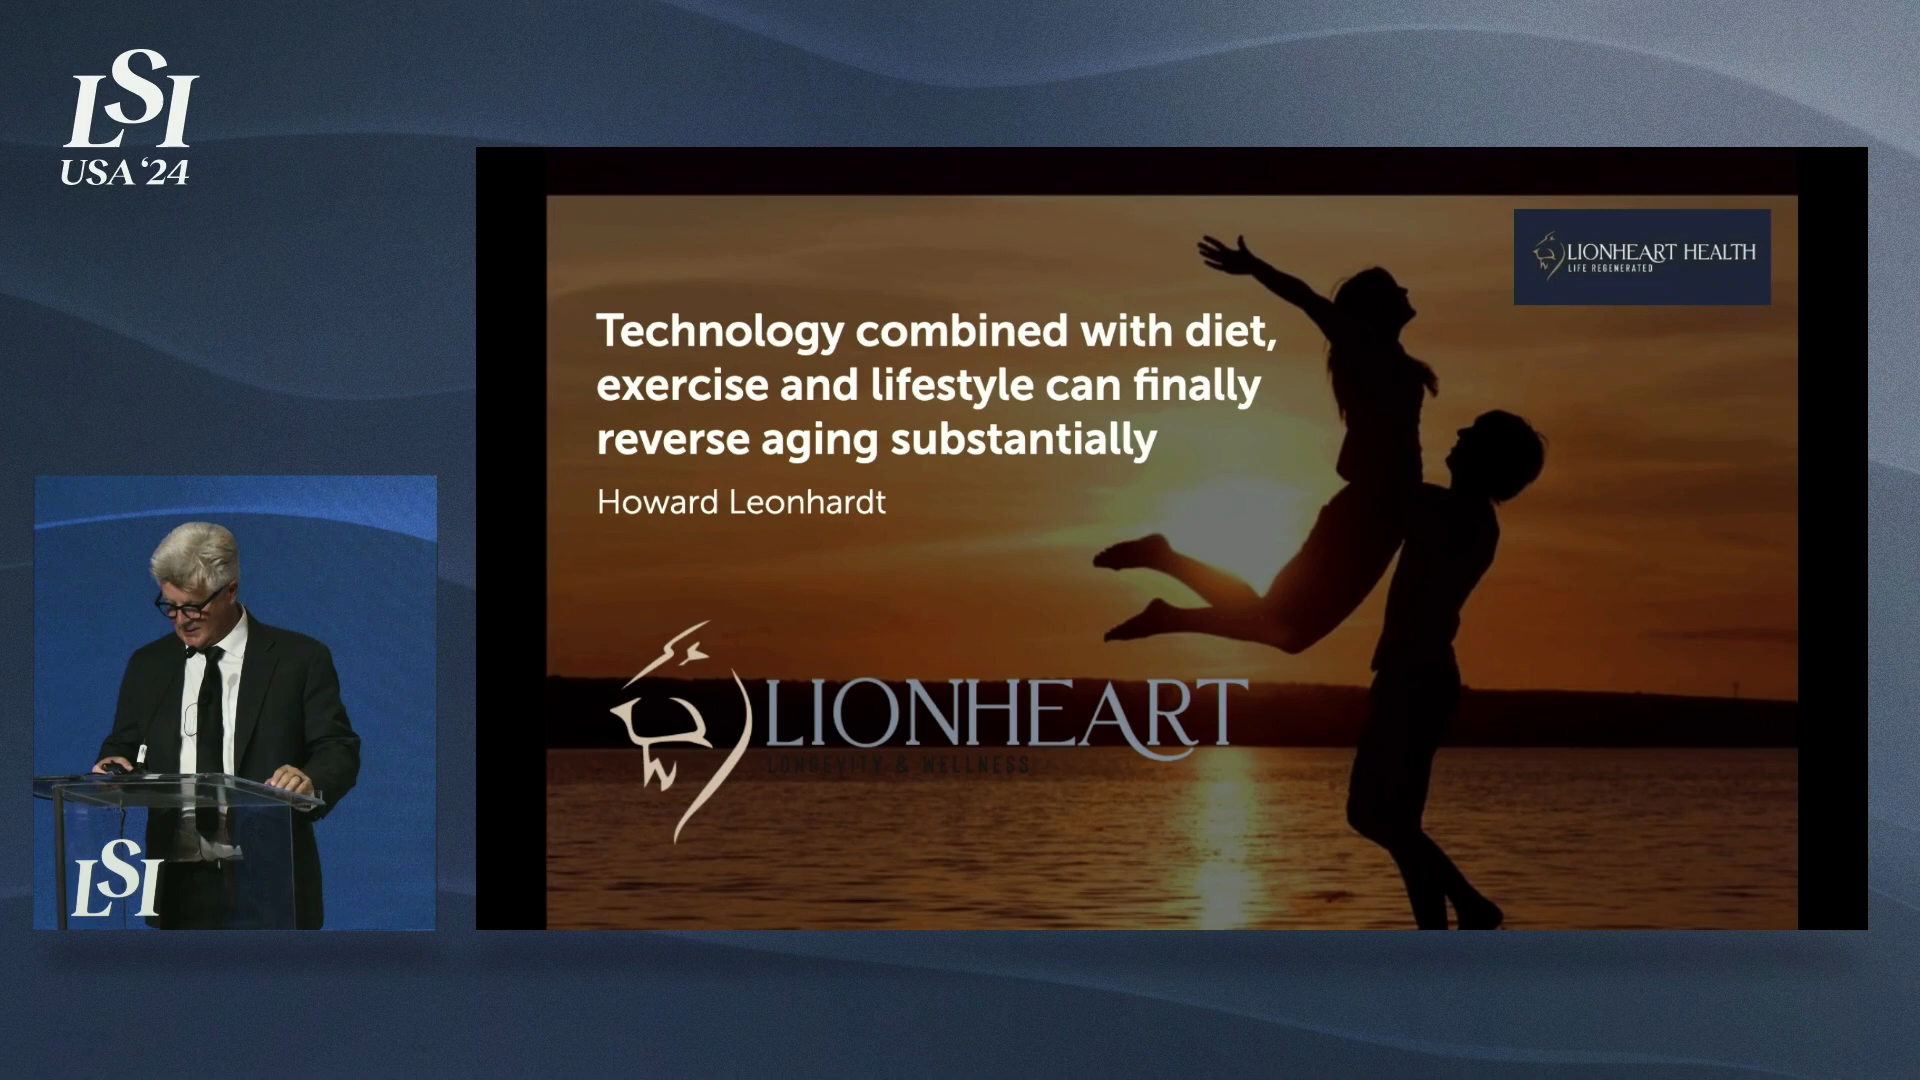 LSI
USA '24
LIONHEART HEALTH
LIFE REGENERATED
Technology combined with diet,
exercise and lifestyle can finally
reverse aging substantially
Howard Leonhardt
LIONHEART
LONGEVITY & WELLNESS
LSI